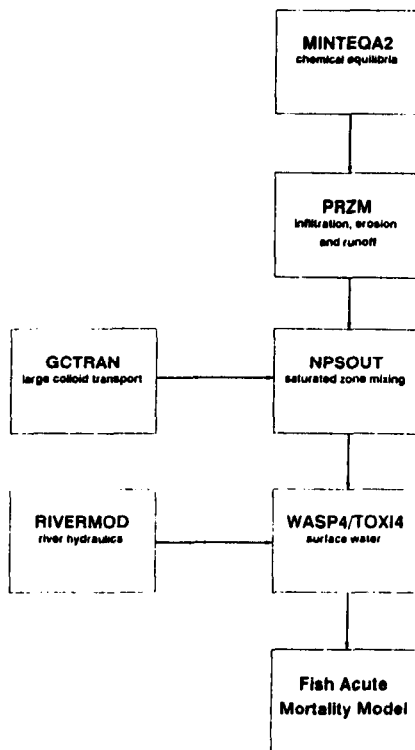 MINTEQA2
chemical equilibria
PRZM
infiltration, erosion
and runoff
GCTRAN
large colloid transport
NPSOUT
saturated zone mixing
RIVERMOD
river hydraulics
WASP4/TOXI4
surface water
Fish Acute
Mortality Model